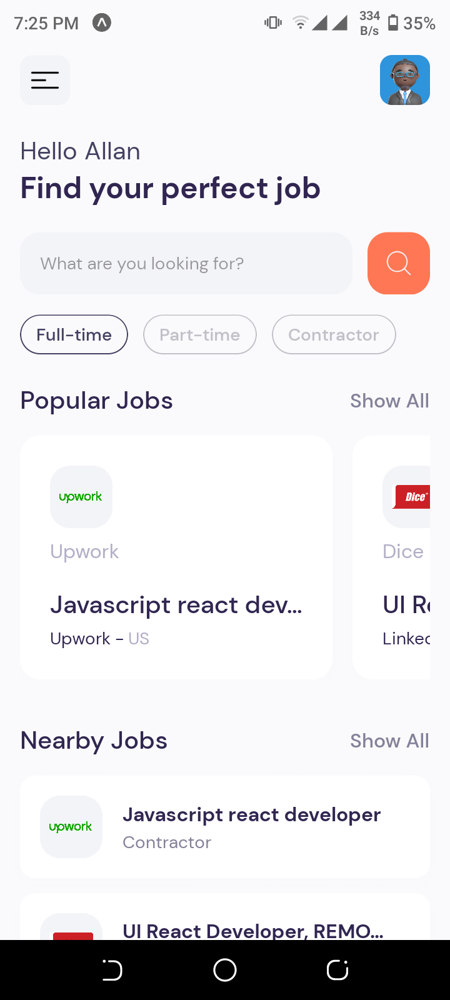 7:25 PM 334 B/s 35%
Hello Allan
Find your perfect job
What are you looking for?
Full-time Part-time Contractor
Popular Jobs Show All
upwork
Upwork
Javascript react dev...
Upwork - US
Dice
Dice
UI
Nearby Jobs Show All
upwork
Javascript react developer
Contractor
UI React Developer, REMO...